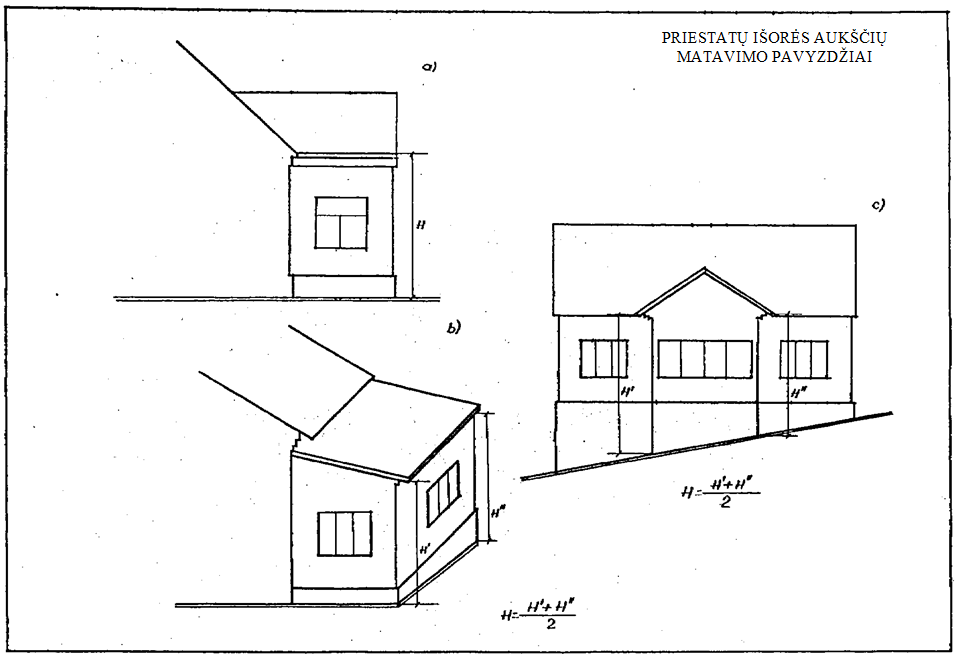 PRIESTATŲ IŠORĖS AUKŠČIŲ
MATAVIMO PAVYZDŽIAI
a)
H
b)
H'
H"
H=H'+H"/2
c)
H'
H"
H=H'+H"/2